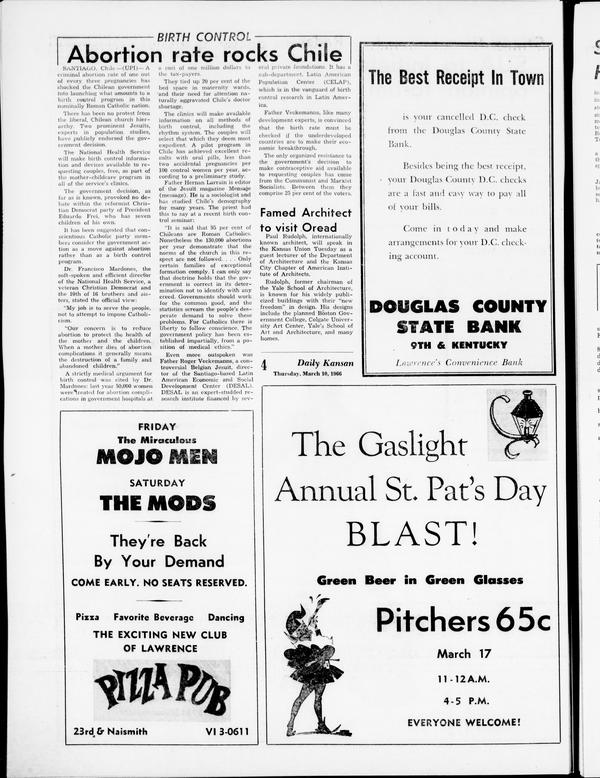 BIRTH CONTROL
Abortion rate rocks Chile
SANTIAGO, Chile —(UPI)— A
criminal abortion rate of one out
of every three pregnancies has
shocked the Chilean government
into launching what amounts to a
birth control program in this
nominally Roman Catholic nation.
There has been no protest from
the liberal, Chilean church hier-
archy. Two prominent Jesuits,
experts in population studies,
have publicly endorsed the gov-
ernment decision.
The National Health Service
will make birth control informa-
tion and devices available to re-
questing couples, free, as part of
the mother-childcare program in
all of the service's clinics.
The government decision, as
far as is known, provoked no de-
bate within the reformist Chris-
tian Democrat party of President
Eduardo Frei, who has seven
children of his own.
It has been suggested that con-
scientious Catholic party mem-
bers consider the government ac-
tion as a move against abortion
rather than as a birth control
program.
Dr. Francisco Mardones, the
soft-spoken and efficient director
of the National Health Service, a
veteran Christian Democrat and
the 10th of 16 brothers and sis-
ters, stated the official view:
"My job is to serve the people,
not to attempt to impose Catholi-
cism.
"Our concern is to reduce
abortion to protect the health of
the mother and the children.
When a mother dies of abortion
complications it generally means
the destruction of a family and
abandoned children."
A strictly medical argument for
birth control was cited by Dr.
Mardones: last year 50,000 women
were treated for abortion compli-
cations in government hospitals at
a cost of one million dollars to
the tax-payers.
They tied up 20 per cent of the
bed space in maternity wards,
and their need for attention na-
turally aggravated Chile's doctor
shortage.
The clinics will make available
information on all methods of
birth control, including the
rhythm system. The couples will
select that which they deem most
expedient. A pilot program in
Chile has achieved excellent re-
sults with oral pills, less than
two accidental pregnancies per
100 control women per year, ac-
cording to a preliminary study.
Father Hernan Larrain is editor
of the Jesuit magazine Mensaje
(message). He is a sociologist and
has studied Chile's demography
for many years. The priest had
this to say at a recent birth con-
trol seminar:
"It is said that 85 per cent of
Chileans are Roman Catholics.
Nonetheless the 130,000 abortions
per year demonstrate that the
norms of the church in this re-
spect are not followed. . . . Only
certain families of exceptional
formation comply. I can only say
that doctrine holds that the gov-
ernment is correct in its deter-
mination not to identify with any
creed. Governments should work
for the common good, and the
statistics scream the people's des-
perate demand to solve these
problems. For Catholics there is
liberty to follow conscience. The
government policy has been es-
tablished impartially, from a po-
sition of medical ethics."
Even more outspoken was
Father Roger Veckemanns, a con-
troversial Belgian Jesuit, direc-
tor of the Santiago-based Latin
American Economic and Social
Development Center (DESAL).
DESAL is an expert-studded re-
search institute financed by sev-
eral private foundations. It has a
sub-department, Latin American
Population Center (CELAP),
which is in the vanguard of birth
control research in Latin Amer-
ica.
Father Veckemanns, like many
development experts, is convinced
that the birth rate must be
checked if the underdeveloped
countries are to make their eco-
nomic breakthrough.
The only organized resistance to
the government's decision to
make contraceptive aid available
to requesting couples has come
from the Communist and Marxist
Socialists. Between them they
comprise 25 per cent of the voters.
Famed Architect
to visit Oread
Paul Rudolph, internationally
known architect, will speak in
the Kansas Union Tuesday as a
guest lecturer of the Department
of Architecture and the Kansas
City Chapter of American Insti-
tute of Architects.
Rudolph, former chairman of
the Yale School of Architecture,
is known for his widely publi-
cized buildings with their "new
freedom" in design. His designs
include the planned Boston Gov-
ernment College, Colgate Univer-
sity Art Center, Yale's School of
Art and Architecture, and many
homes.
4 Daily Kansan
Thursday, March 10, 1966
The Best Receipt In Town
is your cancelled D.C. check
from the Douglas County State
Bank.
Besides being the best receipt,
your Douglas County D.C. checks
are a fast and easy way to pay all
of your bills.
Come in today and make
arrangements for your D.C. check-
ing account.
DOUGLAS COUNTY
STATE BANK
9TH & KENTUCKY
Lawrence's Convenience Bank
FRIDAY
The Miraculous
MOJO MEN
SATURDAY
THE MODS
They're Back
By Your Demand
COME EARLY. NO SEATS RESERVED.
Pizza Favorite Beverage Dancing
THE EXCITING NEW CLUB
OF LAWRENCE
PIZZA PUB
23rd & Naismith VI 3-0611
The Gaslight
Annual St. Pat's Day
BLAST!
Green Beer in Green Glasses
Pitchers 65c
March 17
11-12 A.M.
4-5 P.M.
EVERYONE WELCOME!